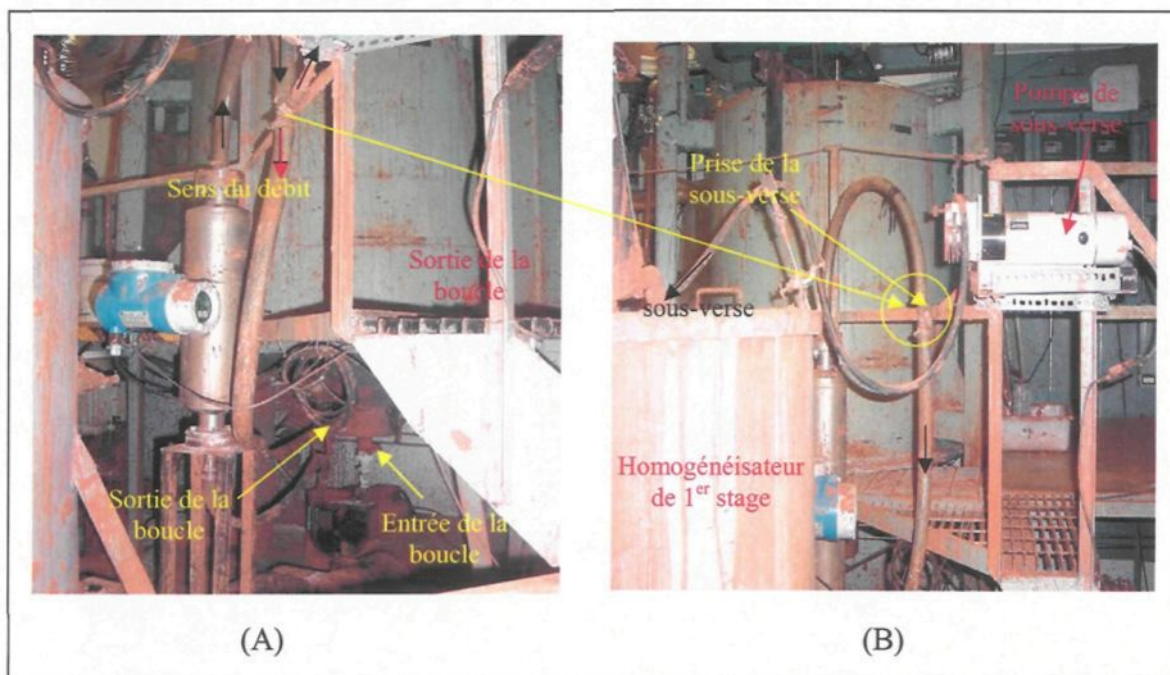 Sens du débit
Sortie de la
boucle
Sortie de la
boucle
Entrée de la
boucle
(A)
Pompe de
sous-verse
Prise de la
sous-verse
sous-verse
Homogénéisateur
de 1er stage
(B)